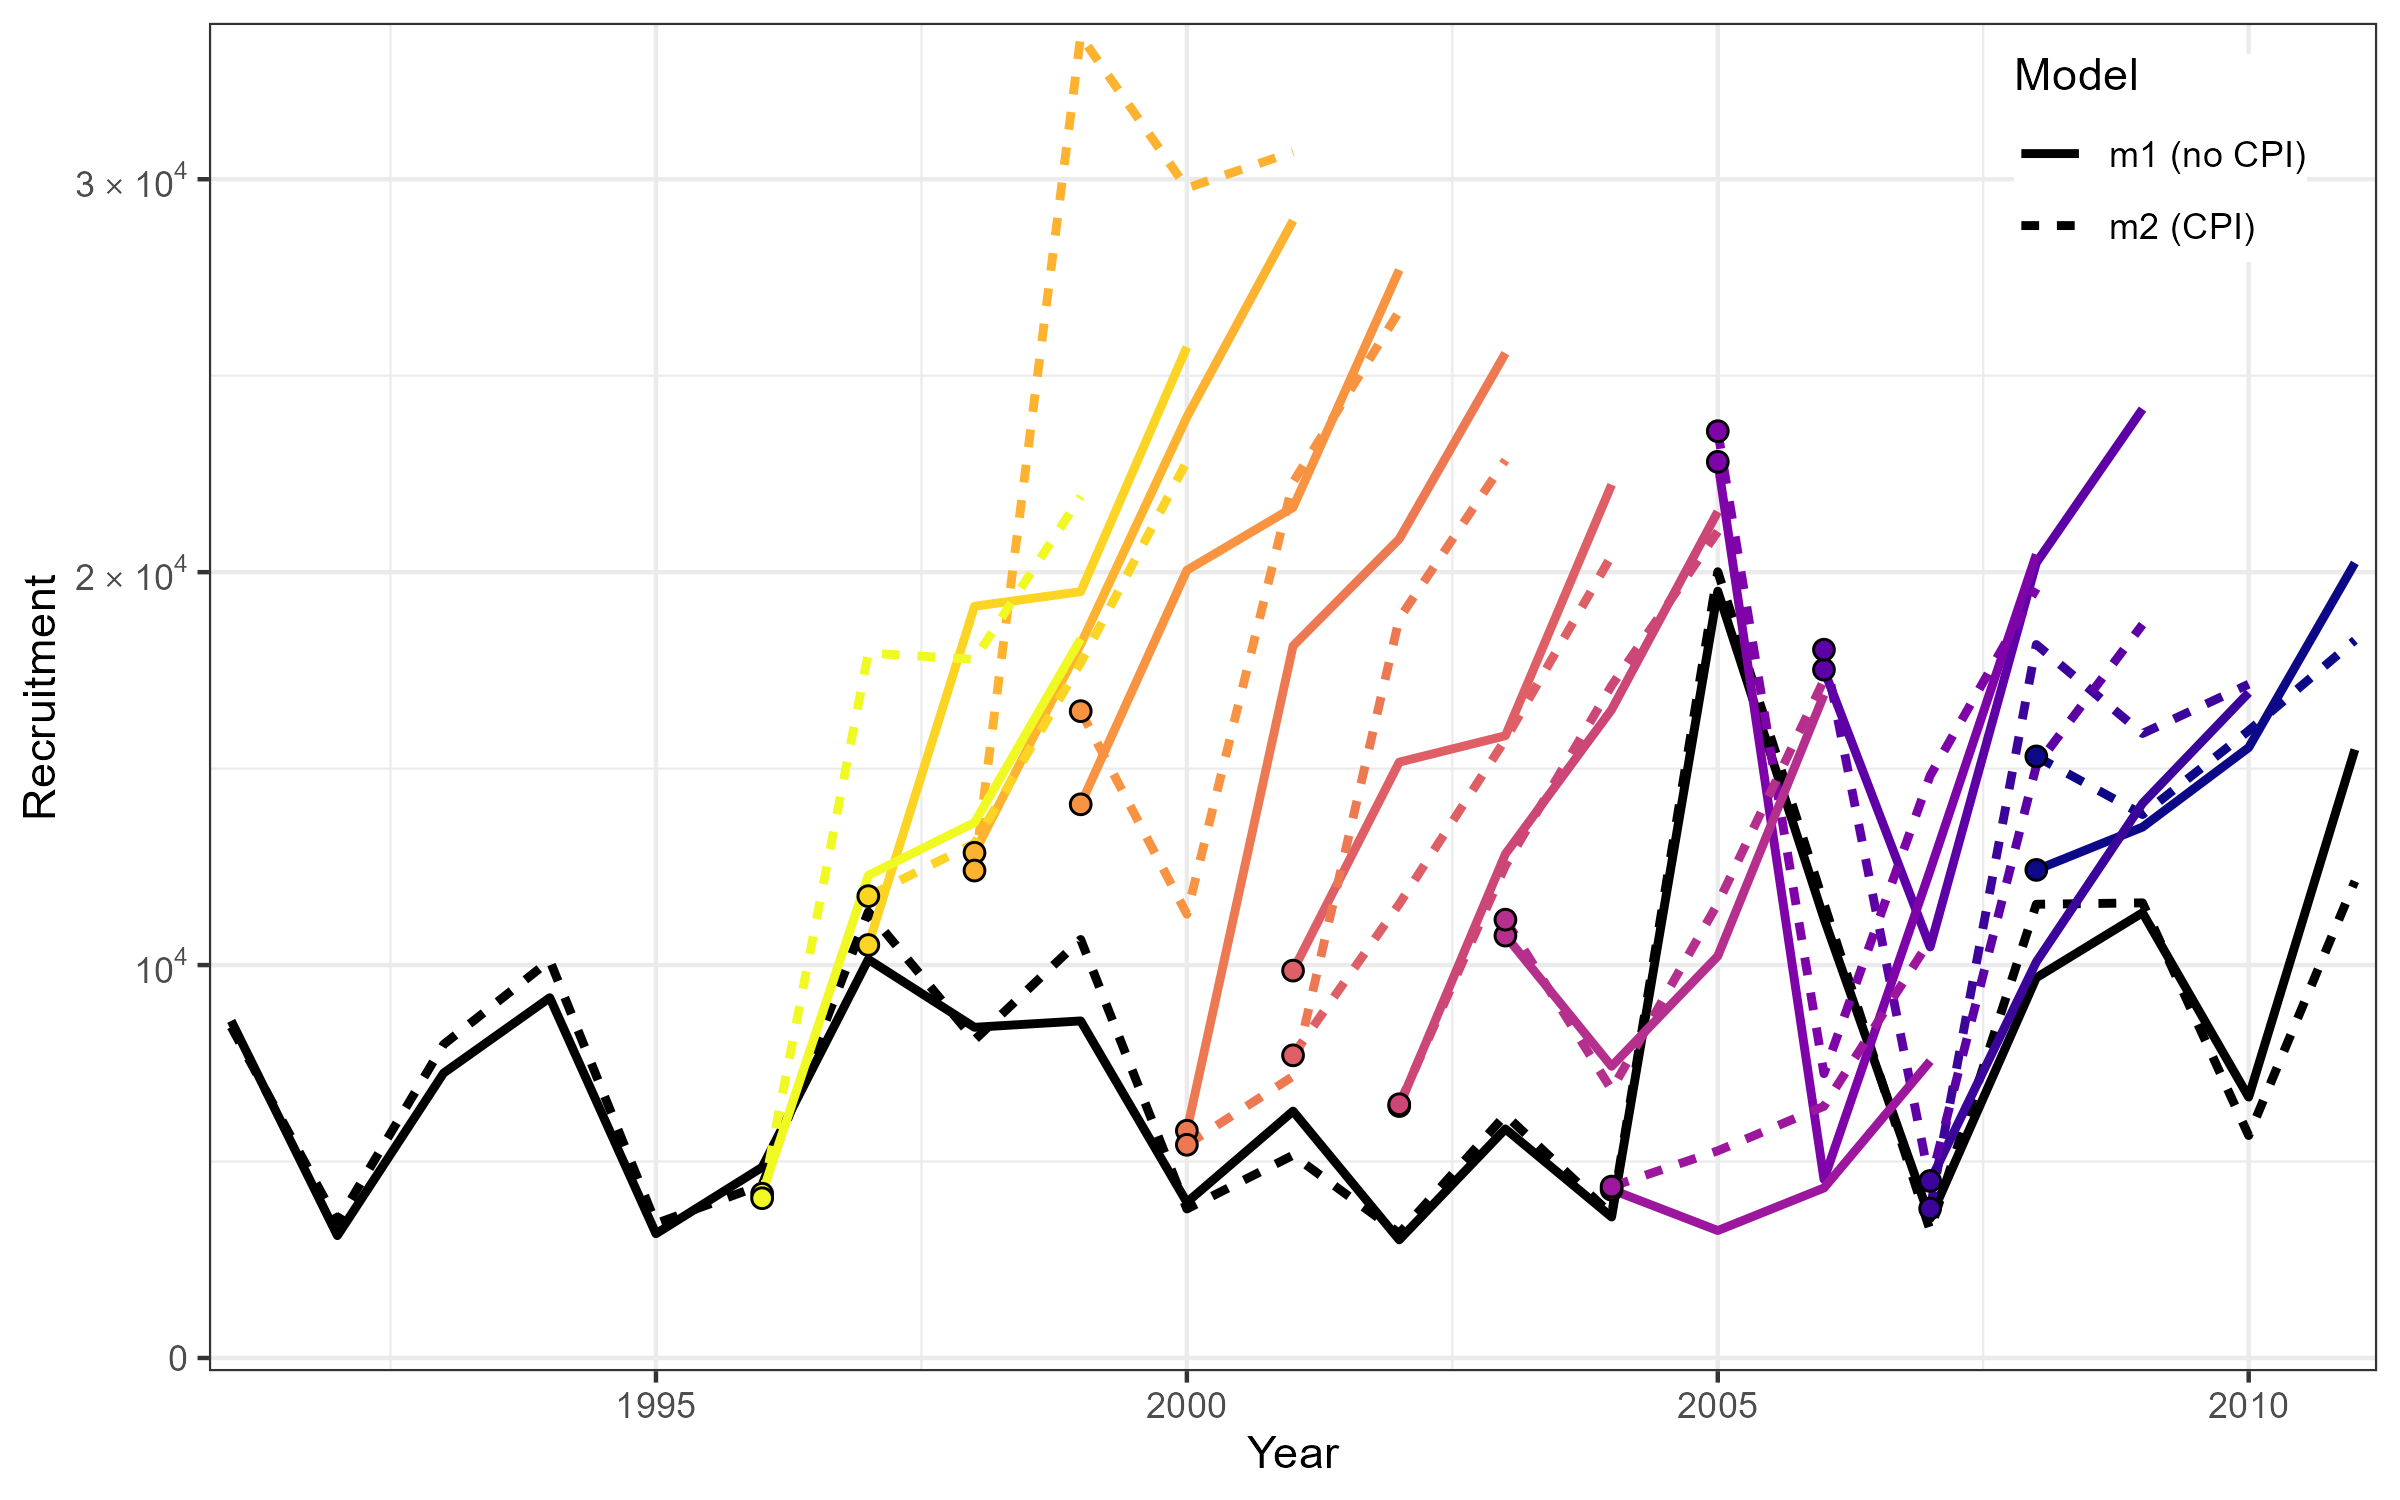 Model
m1 (no CPI)
m2 (CPI)
3 × 10⁴
2 × 10⁴
10⁴
0
Recruitment
1995
2000
2005
2010
Year